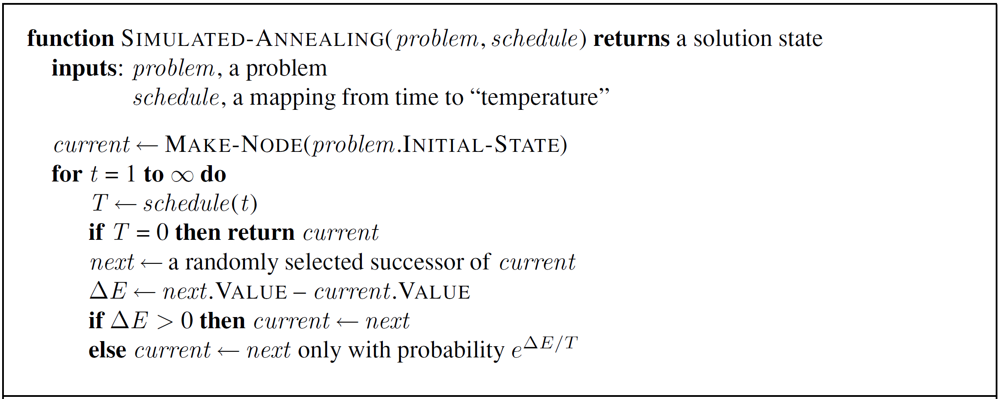 function SIMULATED-ANNEALING(problem, schedule) returns a solution state
inputs: problem, a problem
schedule, a mapping from time to “temperature”
current ← MAKE-NODE(problem.INITIAL-STATE)
for t = 1 to ∞ do
T ← schedule(t)
if T = 0 then return current
next ← a randomly selected successor of current
ΔE ← next.VALUE – current.VALUE
if ΔE > 0 then current ← next
else current ← next only with probability e^{ΔE/T}